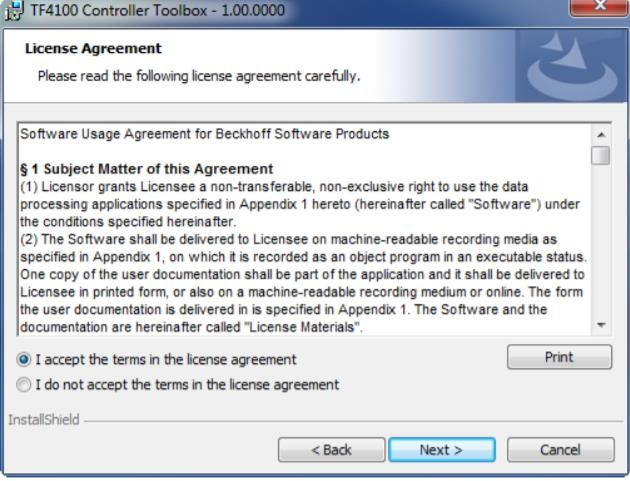 TF4100 Controller Toolbox - 1.00.0000
License Agreement
Please read the following license agreement carefully.
Software Usage Agreement for Beckhoff Software Products
§ 1 Subject Matter of this Agreement
(1) Licensor grants Licensee a non-transferable, non-exclusive right to use the data
processing applications specified in Appendix 1 hereto (hereinafter called "Software") under
the conditions specified hereinafter.
(2) The Software shall be delivered to Licensee on machine-readable recording media as
specified in Appendix 1, on which it is recorded as an object program in an executable status.
One copy of the user documentation shall be part of the application and it shall be delivered to
Licensee in printed form, or also on a machine-readable recording medium or online. The form
the user documentation is delivered in is specified in Appendix 1. The Software and the
documentation are hereinafter called "License Materials".
I accept the terms in the license agreement
Print
I do not accept the terms in the license agreement
InstallShield
< Back
Next >
Cancel